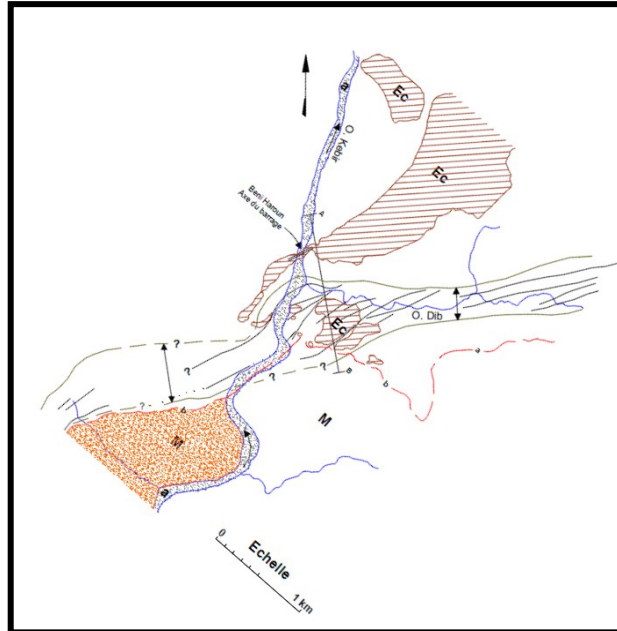 a
Ec
O. Kebir
Ec
Beni Haroun
Axe du barrage
A
O. Dib
Ec
?
?
?
?
?
B
a
b
?
b
M
M
a
0
Echelle
1 km